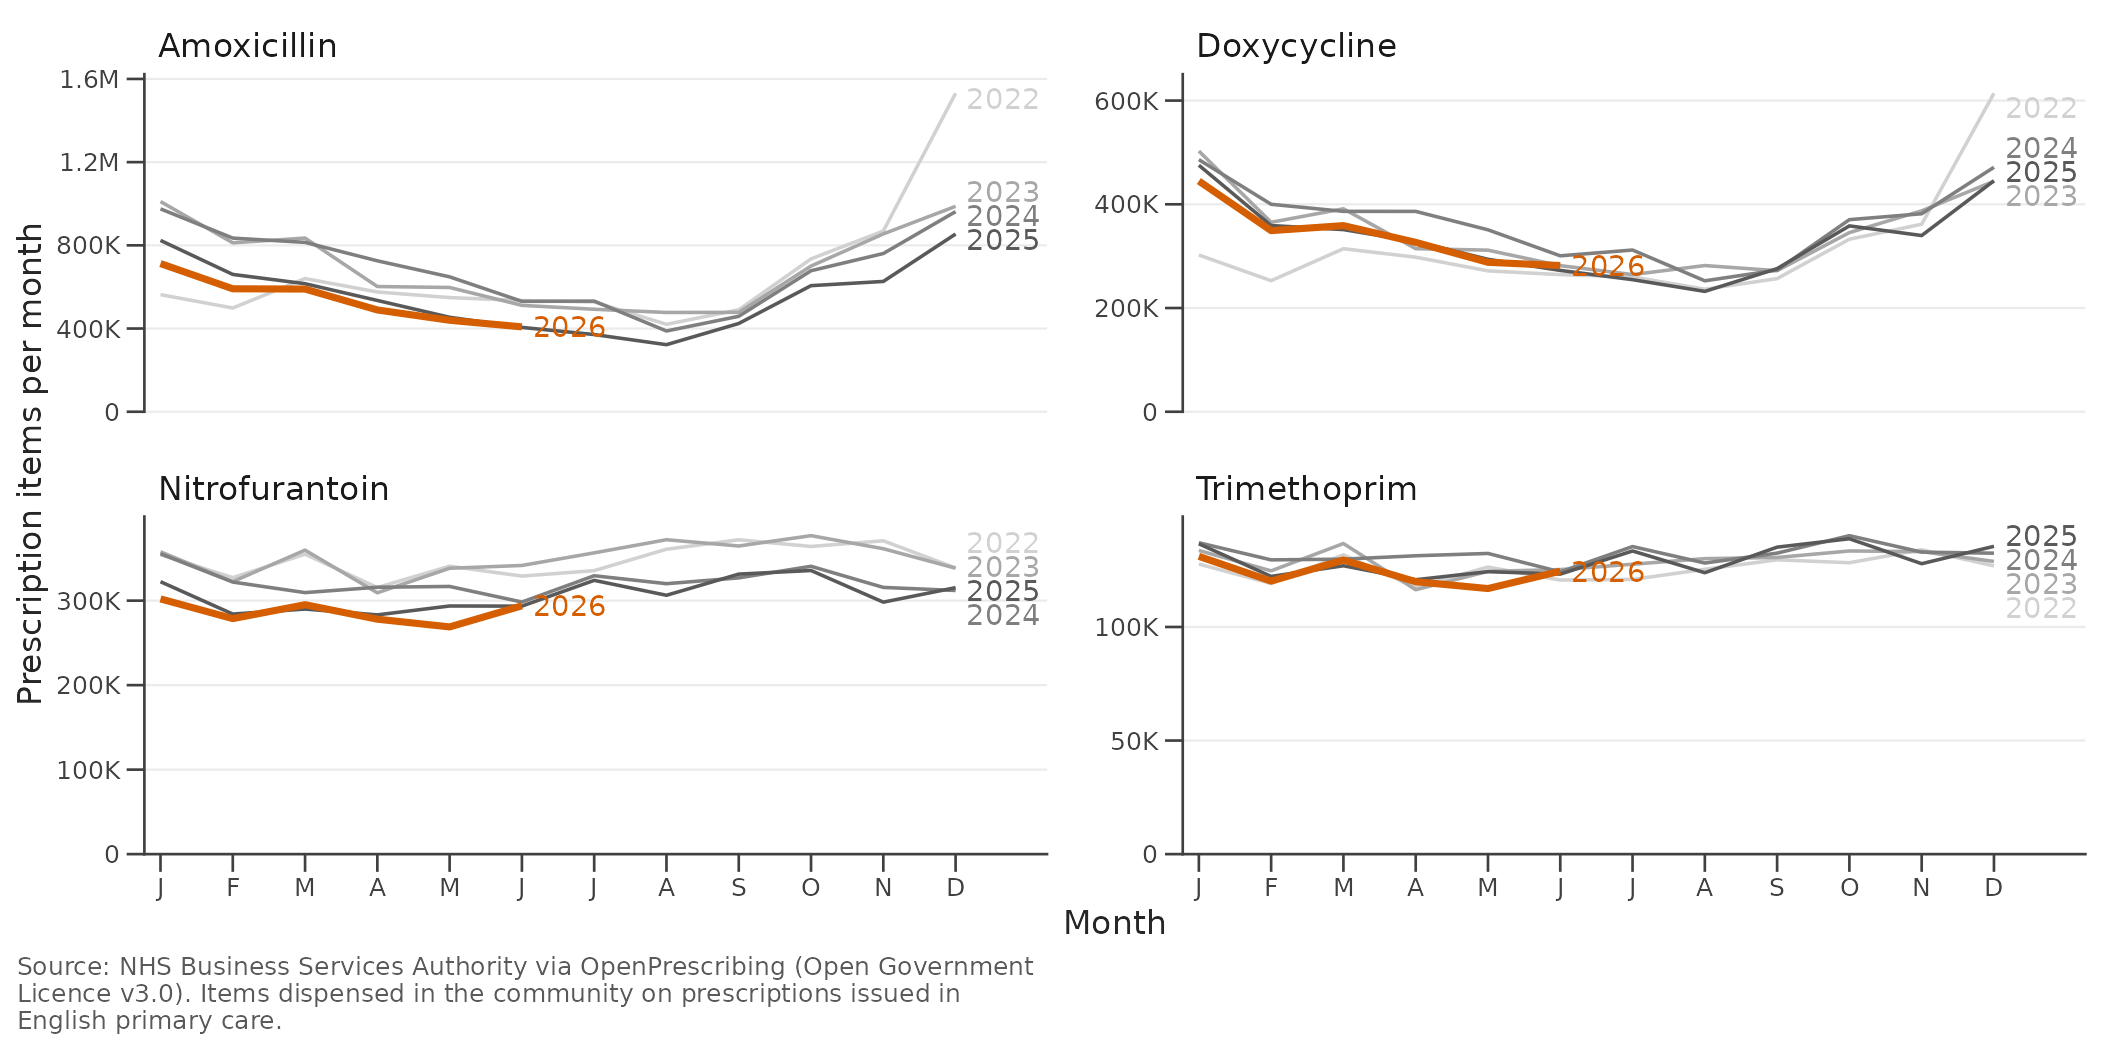 Amoxicillin
1.6M
1.2M
800K
400K
0
2022
2023
2024
2025
2026
Doxycycline
600K
400K
200K
0
2022
2024
2025
2023
2026
Prescription items per month
Nitrofurantoin
300K
200K
100K
0
2022
2023
2025
2024
2026
J F M A M J J A S O N D
Trimethoprim
100K
50K
0
2025
2024
2023
2022
2026
J F M A M J J A S O N D
Month
Source: NHS Business Services Authority via OpenPrescribing (Open Government
Licence v3.0). Items dispensed in the community on prescriptions issued in
English primary care.